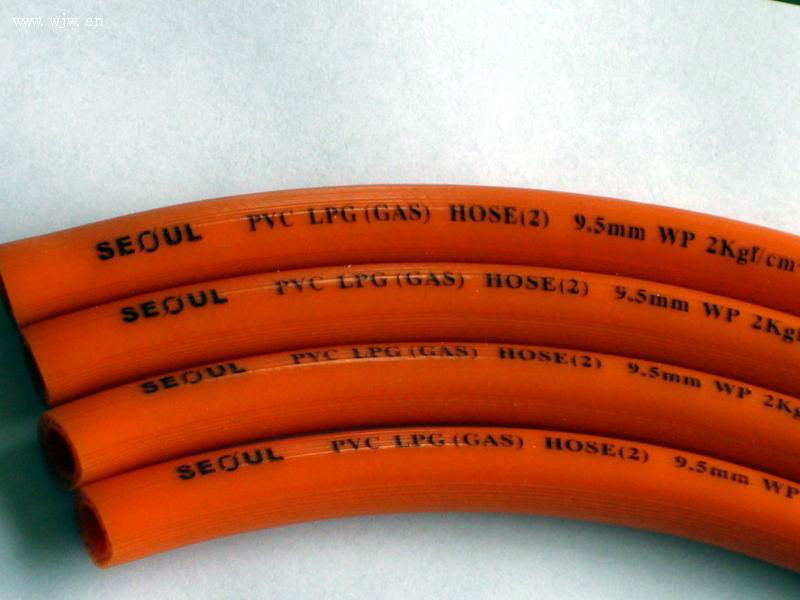 www.wjw.cn
SEOUL PVC LPG (GAS) HOSE(2) 9.5mm WP 2Kgf/cm
SEOUL PVC LPG (GAS) HOSE(2) 9.5mm WP 2Kgf
SEOUL PVC LPG (GAS) HOSE(2) 9.5mm WP 2Kg
SEOUL PVC LPG (GAS) HOSE(2) 9.5mm WP